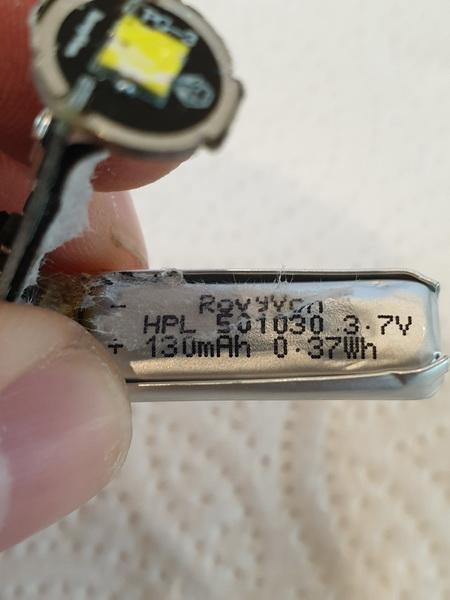 - Rovyvon
HPL 501030 3.7V
+ 130mAh 0.37Wh